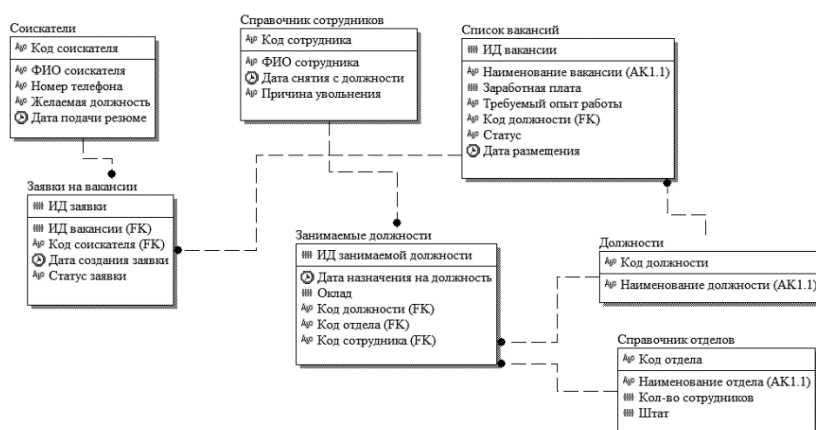 Соискатели
Код соискателя
ФИО соискателя
Номер телефона
Желаемая должность
Дата подачи резюме
Справочник сотрудников
Код сотрудника
ФИО сотрудника
Дата снятия с должности
Причина увольнения
Список вакансий
ИД вакансии
Наименование вакансии (AK1.1)
Заработная плата
Требуемый опыт работы
Код должности (FK)
Статус
Дата размещения
Заявки на вакансии
ИД заявки
ИД вакансии (FK)
Код соискателя (FK)
Дата создания заявки
Статус заявки
Занимаемые должности
ИД занимаемой должности
Дата назначения на должность
Оклад
Код должности (FK)
Код отдела (FK)
Код сотрудника (FK)
Должности
Код должности
Наименование должности (AK1.1)
Справочник отделов
Код отдела
Наименование отдела (AK1.1)
Кол-во сотрудников
Штат